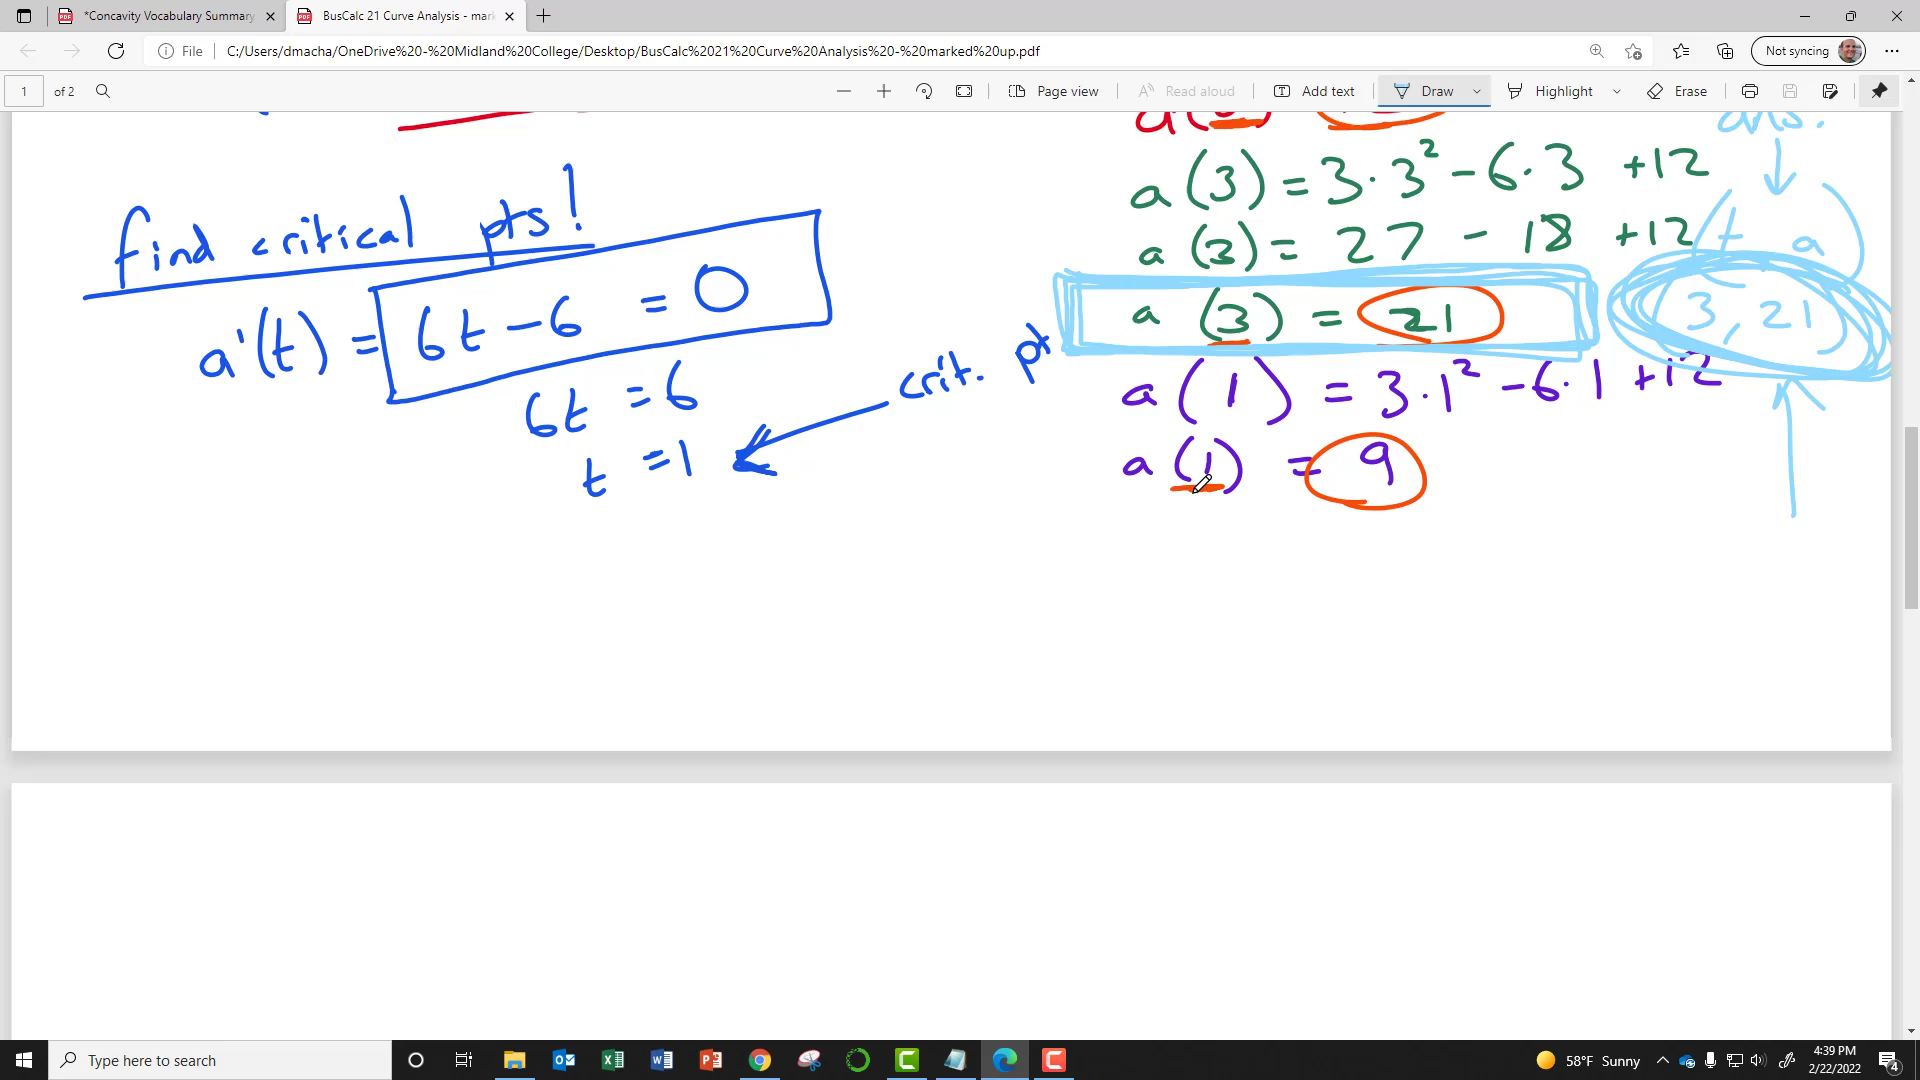 *Concavity Vocabulary Summary
BusCalc 21 Curve Analysis - mar
File
C:/Users/dmacha/OneDrive%20-%20Midland%20College/Desktop/BusCalc%2021%20Curve%20Analysis%20-%20marked%20up.pdf
Not syncing
1 of 2
Page view
Read aloud
Add text
Draw
Highlight
Erase
ans.
a(3) = 3·3² - 6·3 +12
a(3) = 27 - 18 +12
(t a)
find critical pts!
a'(t) = 6t - 6 = 0
a (3) = 21
3, 21
6t = 6
crit. pt
a(1) = 3·1² - 6·1 +12
t = 1
a(1) = 9
Type here to search
58°F Sunny
4:39 PM
2/22/2022
4